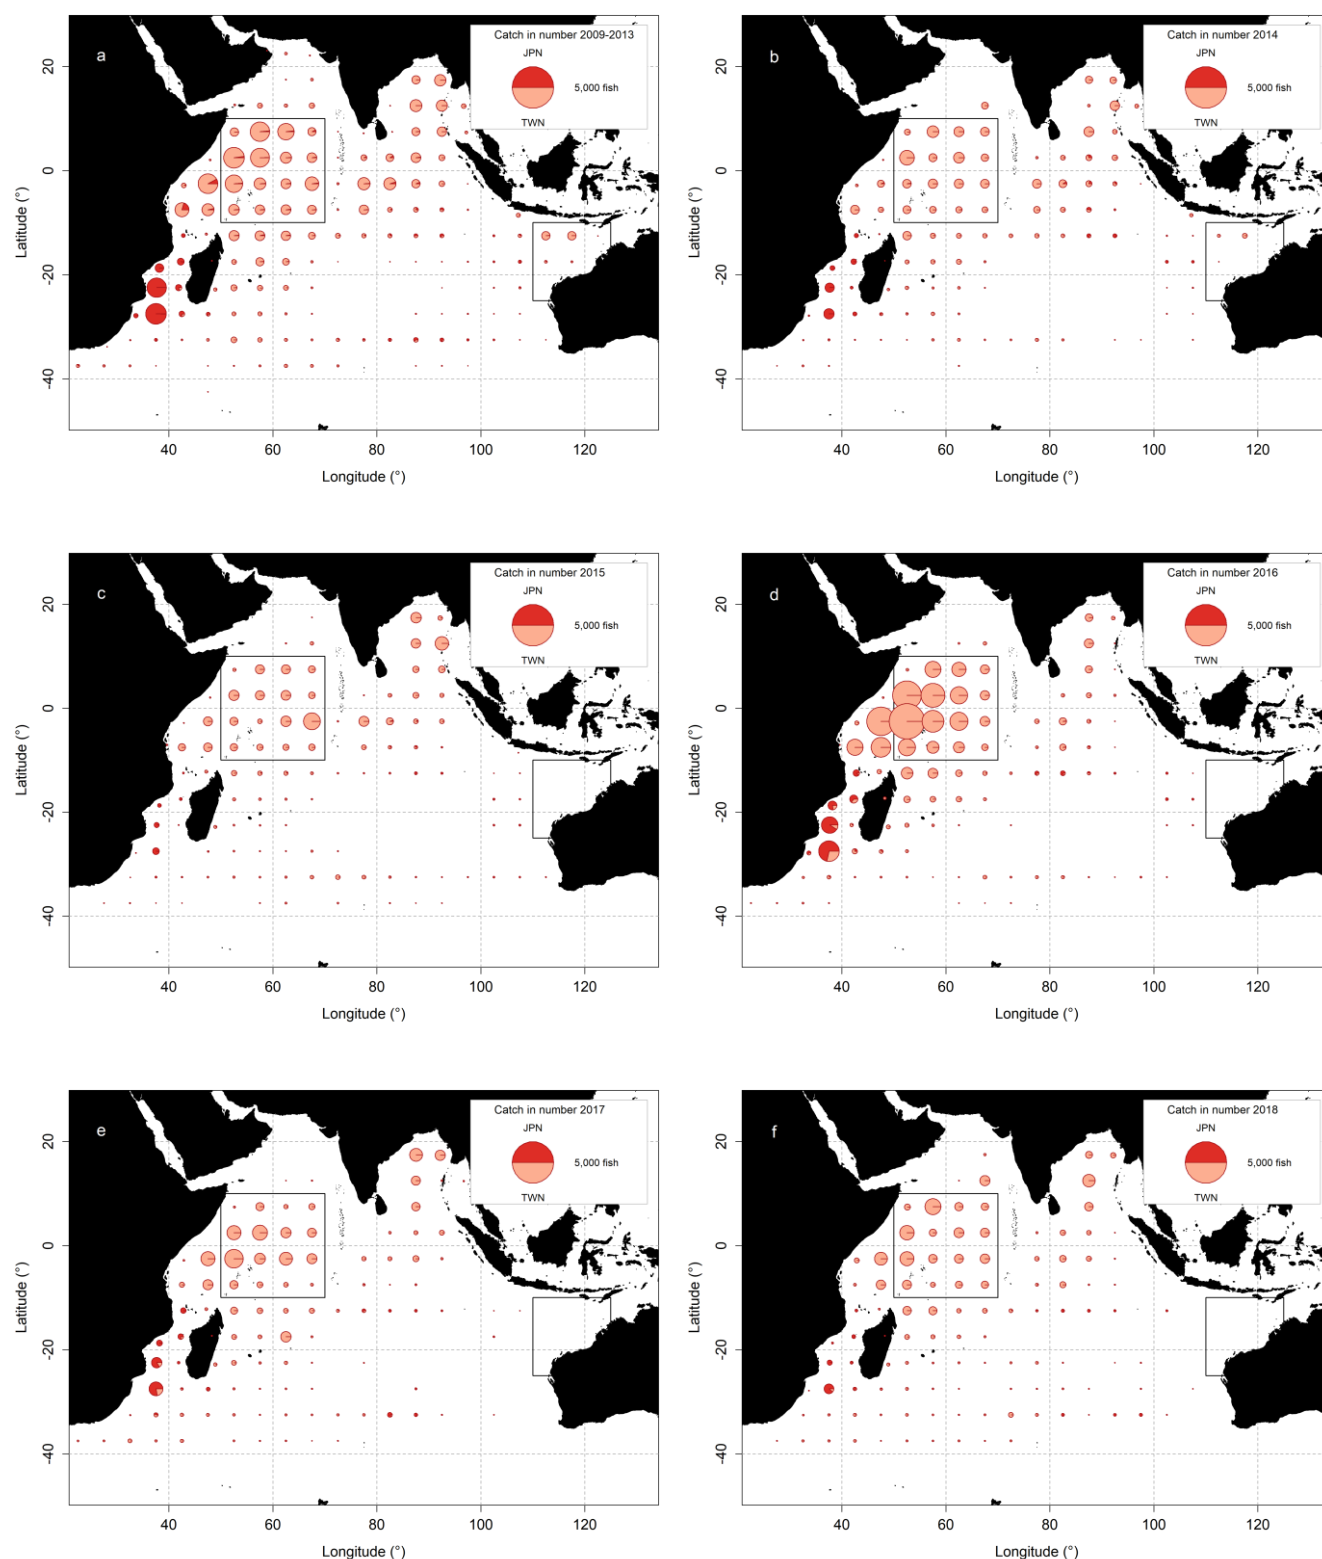 a
Catch in number 2009-2013
JPN
5,000 fish
TWN
20
0
-20
-40
Latitude (°)
40 60 80 100 120
Longitude (°)
b
Catch in number 2014
JPN
5,000 fish
TWN
20
0
-20
-40
Latitude (°)
40 60 80 100 120
Longitude (°)
c
Catch in number 2015
JPN
5,000 fish
TWN
20
0
-20
-40
Latitude (°)
40 60 80 100 120
Longitude (°)
d
Catch in number 2016
JPN
5,000 fish
TWN
20
0
-20
-40
Latitude (°)
40 60 80 100 120
Longitude (°)
e
Catch in number 2017
JPN
5,000 fish
TWN
20
0
-20
-40
Latitude (°)
40 60 80 100 120
Longitude (°)
f
Catch in number 2018
JPN
5,000 fish
TWN
20
0
-20
-40
Latitude (°)
40 60 80 100 120
Longitude (°)